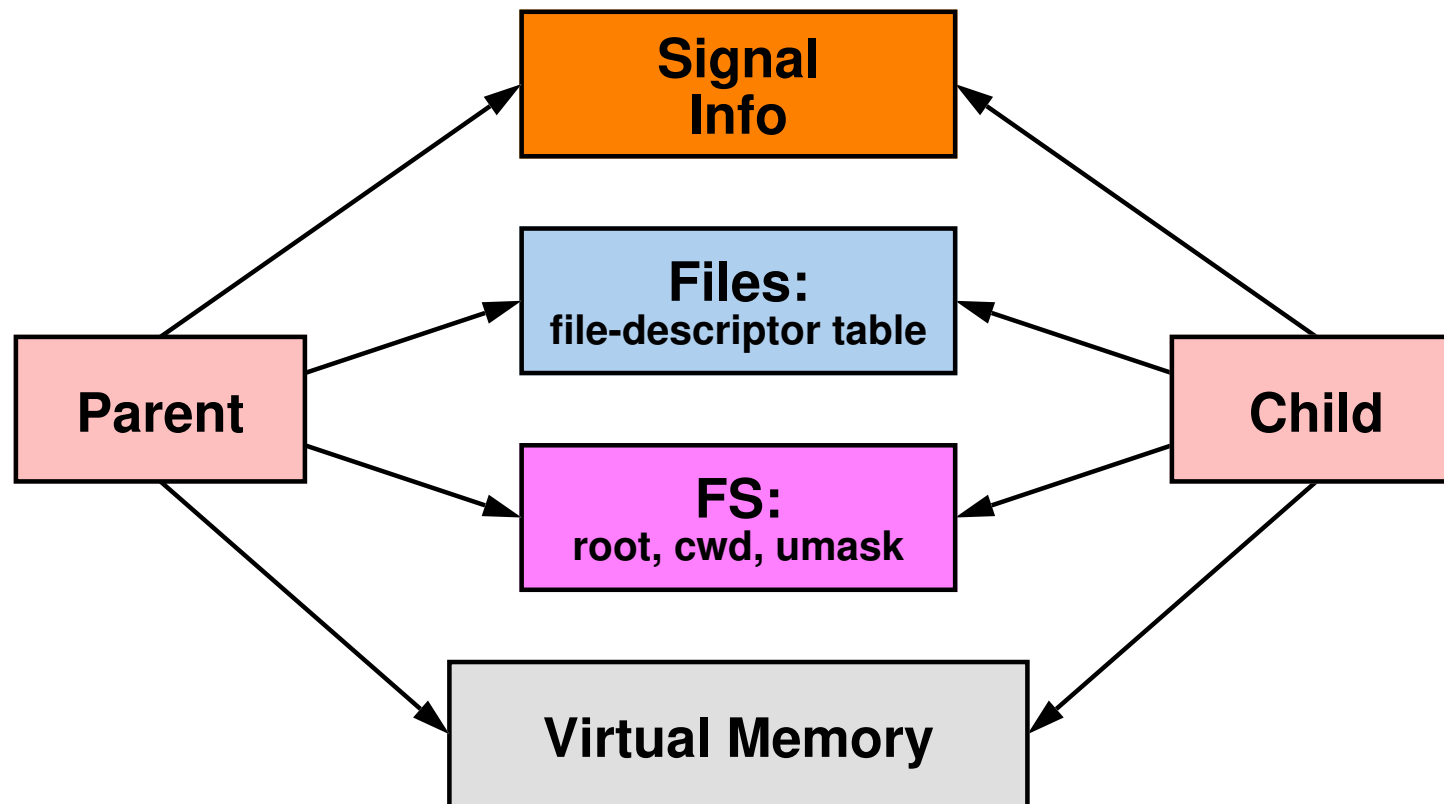 Signal
Info
Files:
file-descriptor table
Parent
Child
FS:
root, cwd, umask
Virtual Memory